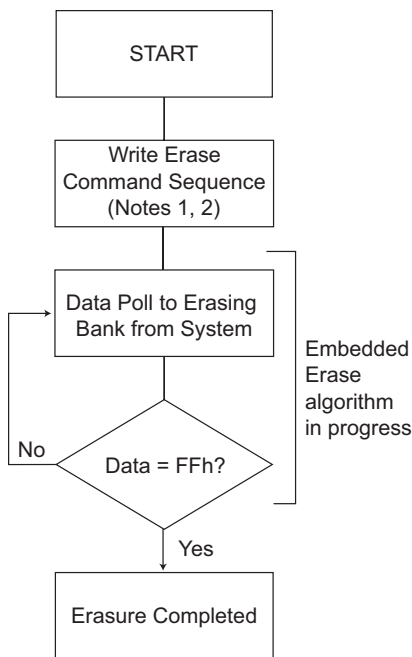 START
Write Erase
Command Sequence
(Notes 1, 2)
Data Poll to Erasing
Bank from System
Embedded
Erase
algorithm
in progress
No
Data = FFh?
Yes
Erasure Completed